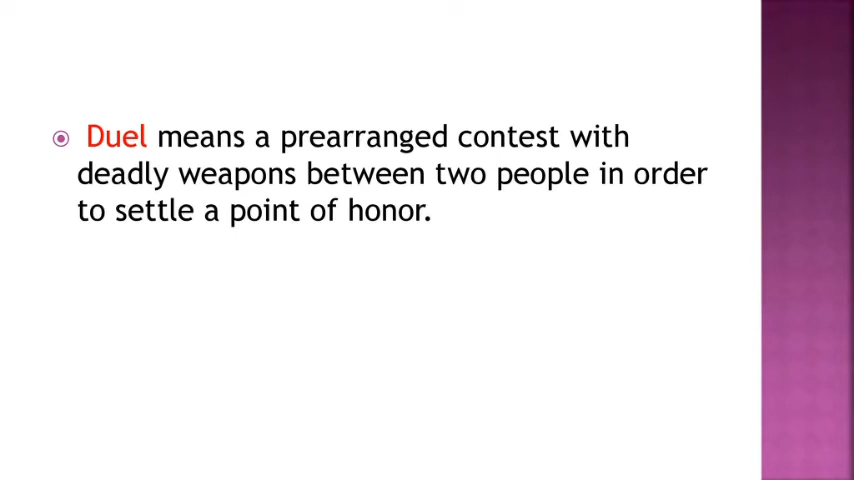 Duel means a prearranged contest with
deadly weapons between two people in order
to settle a point of honor.